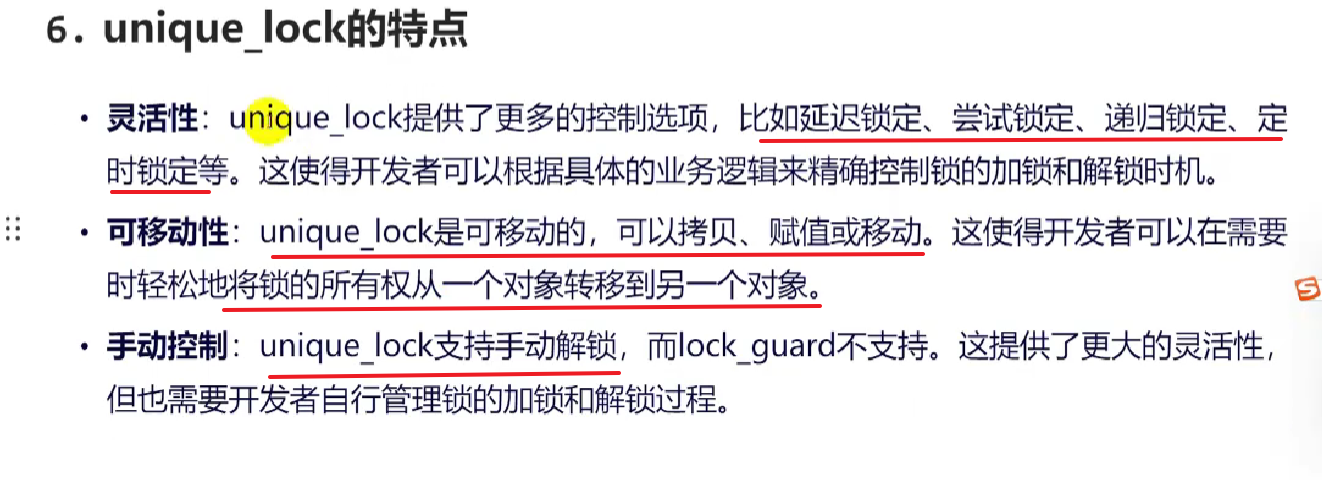 6. unique_lock的特点
• 灵活性：unique_lock提供了更多的控制选项，比如延迟锁定、尝试锁定、递归锁定、定
时锁定等。这使得开发者可以根据具体的业务逻辑来精确控制锁的加锁和解锁时机。
• 可移动性：unique_lock是可移动的，可以拷贝、赋值或移动。这使得开发者可以在需要
时轻松地将锁的所有权从一个对象转移到另一个对象。
• 手动控制：unique_lock支持手动解锁，而lock_guard不支持。这提供了更大的灵活性，
但也需要开发者自行管理锁的加锁和解锁过程。